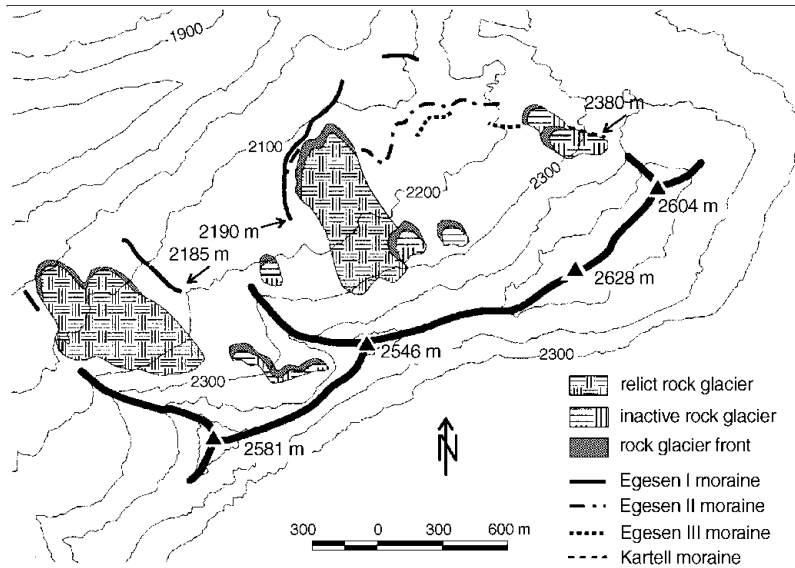 1900
2380 m
2100
2300
2200
2604 m
2190 m
2185 m
2628 m
2546 m
2300
2300
2581 m
N
relict rock glacier
inactive rock glacier
rock glacier front
Egesen I moraine
Egesen II moraine
Egesen III moraine
Kartell moraine
300 0 300 600 m